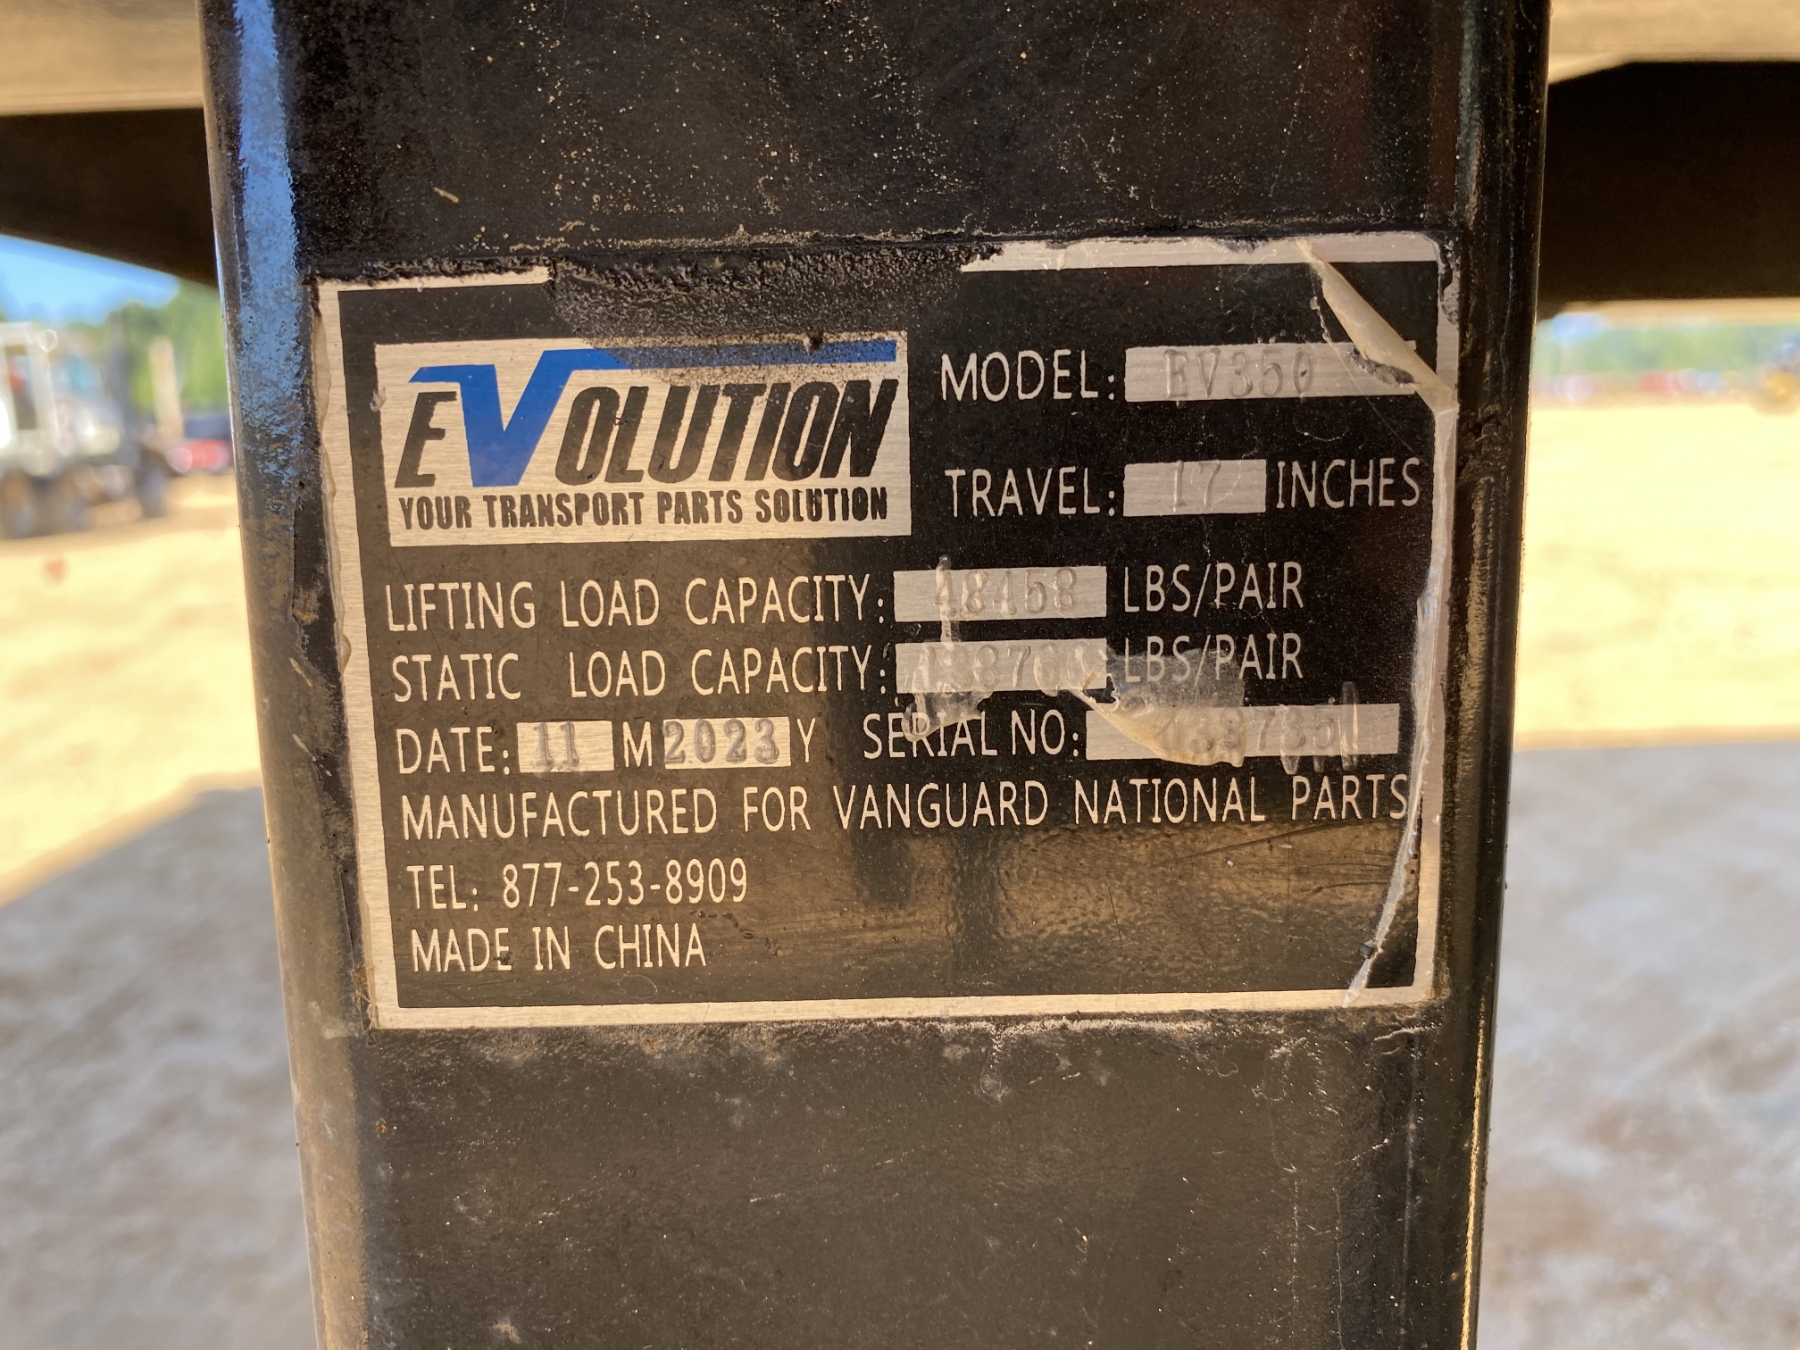 EVOLUTION
YOUR TRANSPORT PARTS SOLUTION
MODEL: EV350
TRAVEL: 17 INCHES
LIFTING LOAD CAPACITY: 48458 LBS/PAIR
STATIC LOAD CAPACITY: LBS/PAIR
DATE: 11 M 2023 Y SERIAL NO:
MANUFACTURED FOR VANGUARD NATIONAL PARTS
TEL: 877-253-8909
MADE IN CHINA